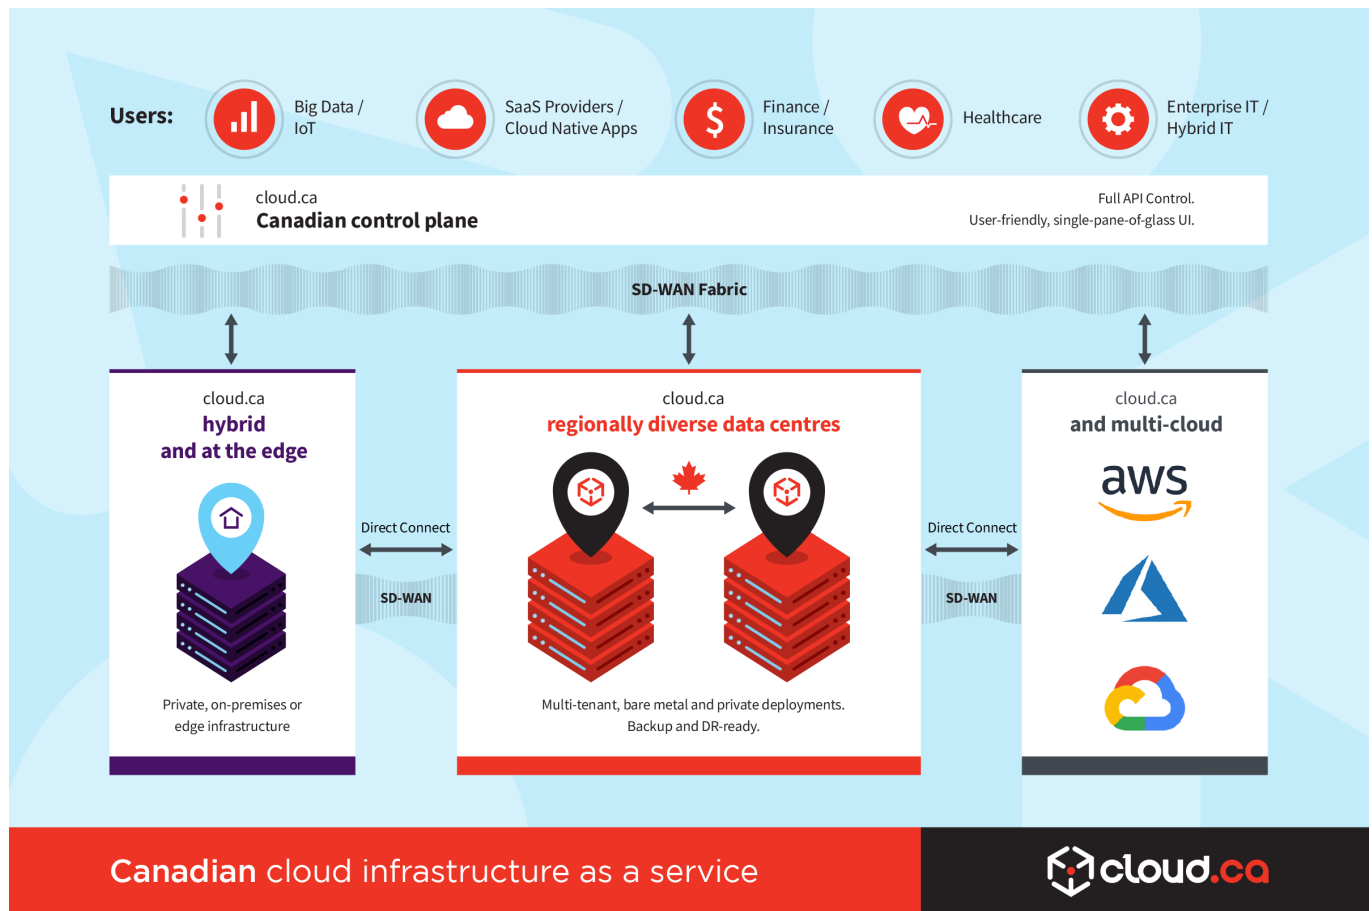 Users:
Big Data /
IoT
SaaS Providers /
Cloud Native Apps
Finance /
Insurance
Healthcare
Enterprise IT /
Hybrid IT
cloud.ca
Canadian control plane
Full API Control.
User-friendly, single-pane-of-glass UI.
SD-WAN Fabric
cloud.ca
hybrid
and at the edge
Private, on-premises or
edge infrastructure
Direct Connect
SD-WAN
cloud.ca
regionally diverse data centres
Multi-tenant, bare metal and private deployments.
Backup and DR-ready.
Direct Connect
SD-WAN
cloud.ca
and multi-cloud
aws
Canadian cloud infrastructure as a service
cloud.ca